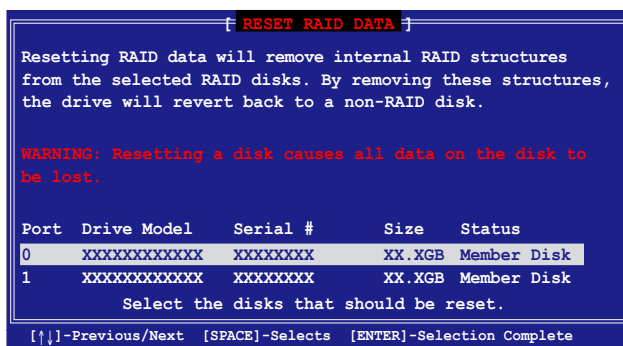 [ RESET RAID DATA ]
Resetting RAID data will remove internal RAID structures
from the selected RAID disks. By removing these structures,
the drive will revert back to a non-RAID disk.
WARNING: Resetting a disk causes all data on the disk to
be lost.
Port Drive Model Serial # Size Status
0 XXXXXXXXXXXX XXXXXXXX XX.XGB Member Disk
1 XXXXXXXXXXXX XXXXXXXX XX.XGB Member Disk
Select the disks that should be reset.
[↑↓]-Previous/Next [SPACE]-Selects [ENTER]-Selection Complete